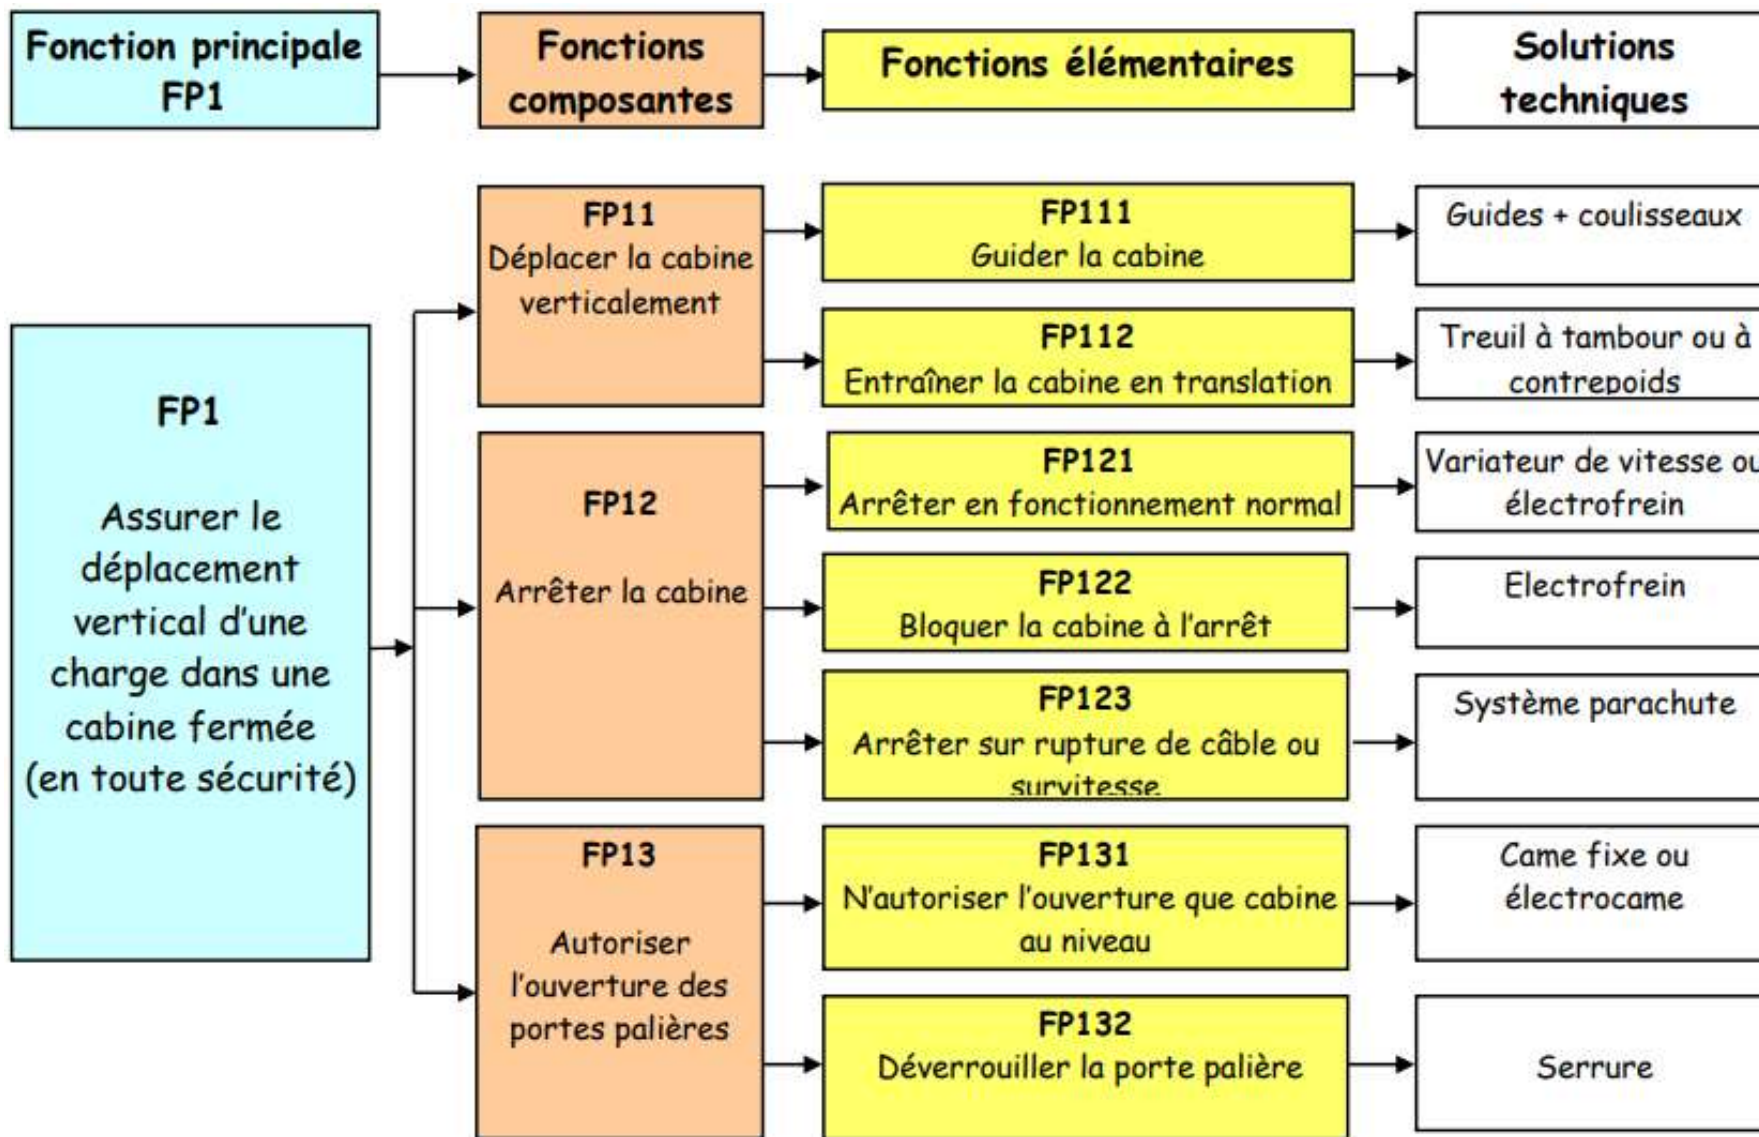 Fonction principale
FP1
Fonctions
composantes
Fonctions élémentaires
Solutions
techniques
FP1
Assurer le
déplacement
vertical d'une
charge dans une
cabine fermée
(en toute sécurité)
FP11
Déplacer la cabine
verticalement
FP111
Guider la cabine
Guides + coulisseaux
FP112
Entraîner la cabine en translation
Treuil à tambour ou à
contrepoids
FP12
Arrêter la cabine
FP121
Arrêter en fonctionnement normal
Variateur de vitesse ou
électrofrein
FP122
Bloquer la cabine à l'arrêt
Electrofrein
FP123
Arrêter sur rupture de câble ou
survitesse
Système parachute
FP13
Autoriser
l'ouverture des
portes palières
FP131
N'autoriser l'ouverture que cabine
au niveau
Came fixe ou
électrocame
FP132
Déverrouiller la porte palière
Serrure